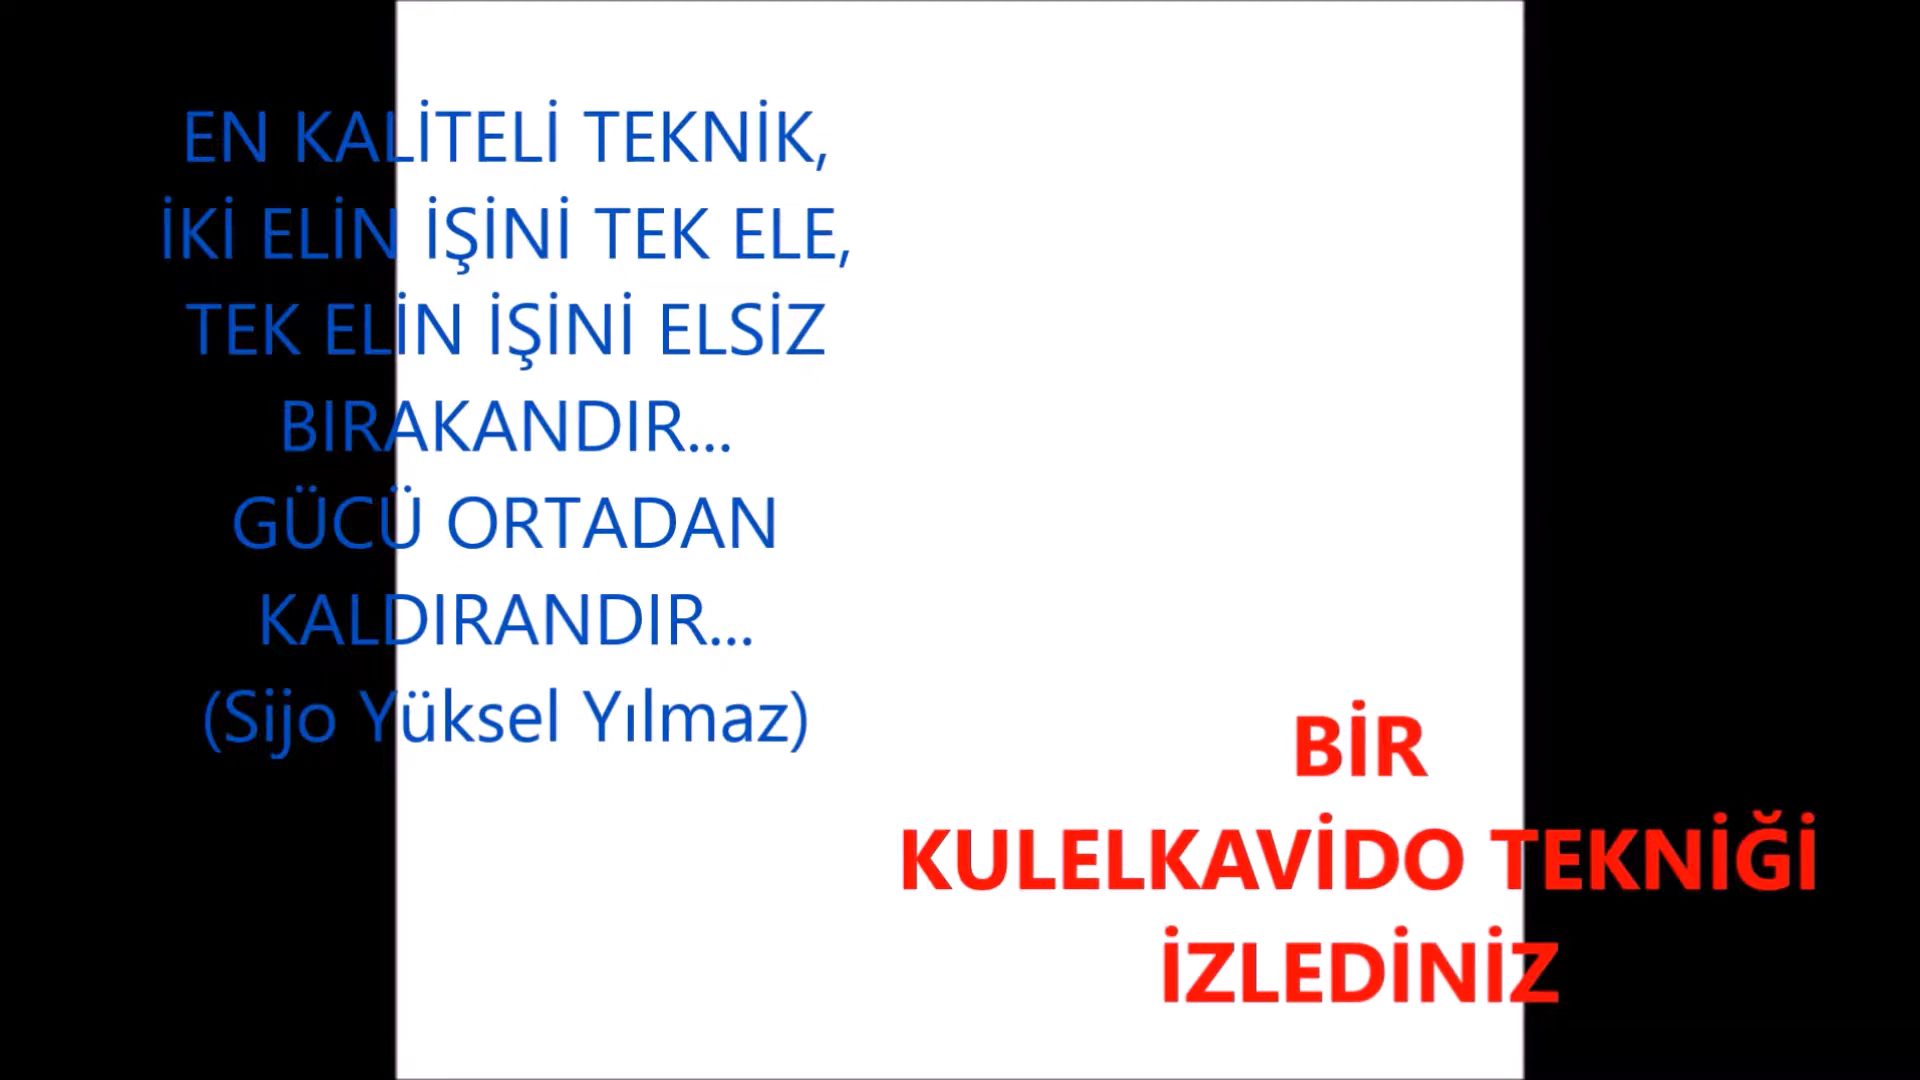 EN KALİTELİ TEKNİK,
İKİ ELİN İŞİNİ TEK ELE,
TEK ELİN İŞİNİ ELSİZ
BIRAKANDIR...
GÜCÜ ORTADAN
KALDIRANDIR...
(Sijo Yüksel Yılmaz)
BİR
KULELKAVİDO TEKNİĞİ
İZLEDİNİZ